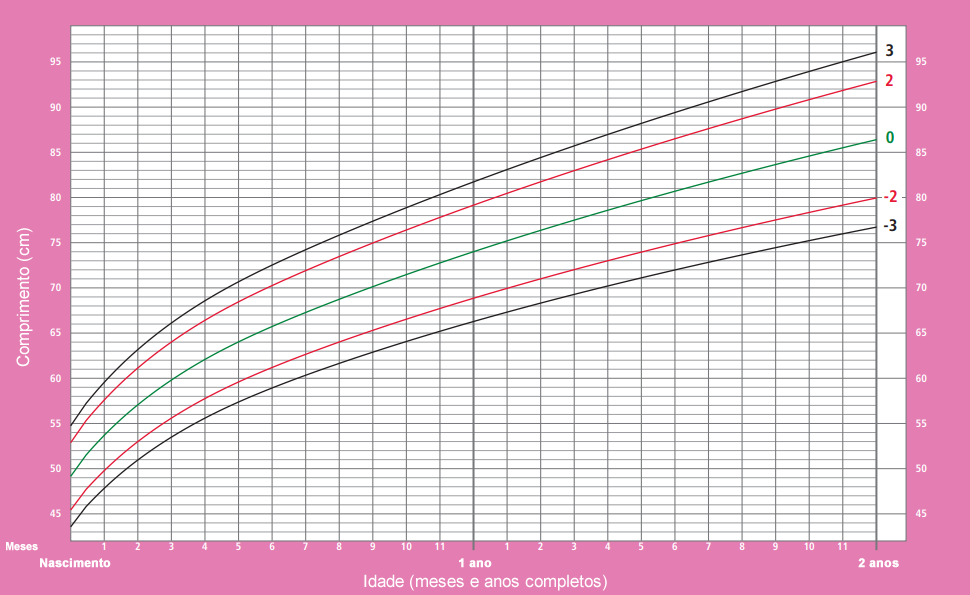 3
95 95
2
90 90
0
85 85
80 -2 80
-3
75 75
70 70
65 65
60 60
55 55
50 50
45 45
Comprimento (cm)
Meses 1 2 3 4 5 6 7 8 9 10 11 1 2 3 4 5 6 7 8 9 10 11
Nascimento 1 ano 2 anos
Idade (meses e anos completos)